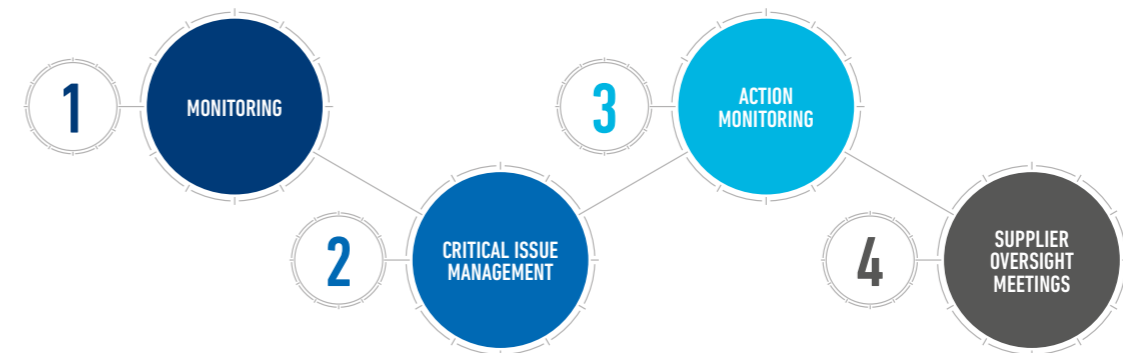 1
MONITORING
2
CRITICAL ISSUE
MANAGEMENT
3
ACTION
MONITORING
4
SUPPLIER
OVERSIGHT
MEETINGS